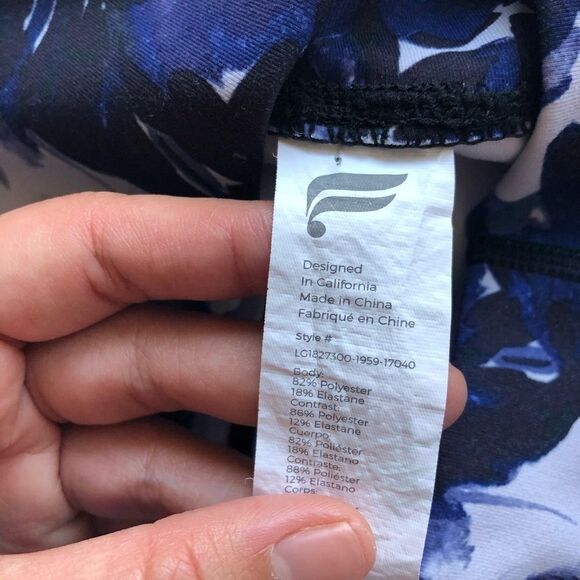 Designed
In California
Made in China
Fabriqué en Chine
Style #
LG1827300-1959-17040
Body:
82% Polyester
18% Elastane
Contrast:
88% Polyester
12% Elastane
Cuerpo:
82% Poliéster
18% Elastano
Contraste:
88% Poliéster
12% Elastano
Corps: